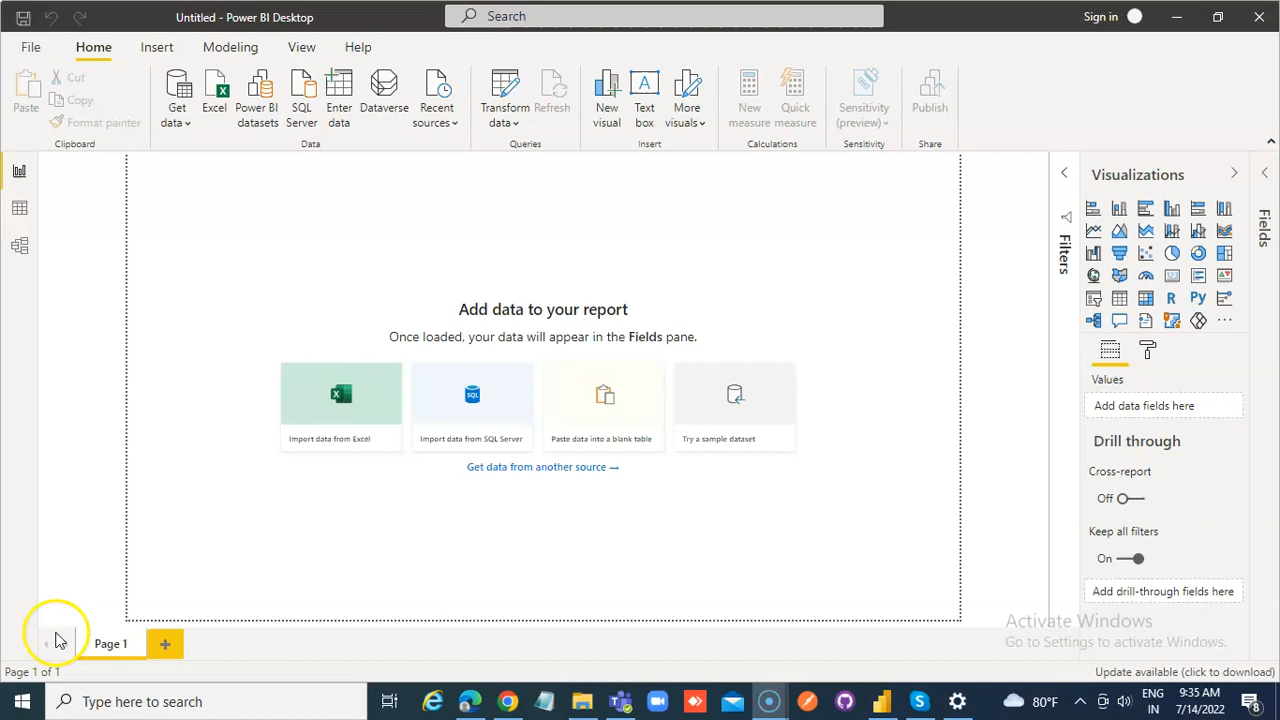 Untitled - Power BI Desktop
Search
Sign in
File
Home
Insert
Modeling
View
Help
Paste
Cut
Copy
Format painter
Get data
Excel
Power BI datasets
SQL Server
Enter data
Dataverse
Recent sources
Transform data
Refresh
New visual
Text box
More visuals
New measure
Quick measure
Sensitivity (preview)
Publish
Clipboard
Data
Queries
Insert
Calculations
Sensitivity
Share
Add data to your report
Once loaded, your data will appear in the Fields pane.
SQL
Import data from Excel
Import data from SQL Server
Paste data into a blank table
Try a sample dataset
Get data from another source →
Filters
Visualizations
Fields
R
Py
123
Values
Add data fields here
Drill through
Cross-report
Off
Keep all filters
On
Add drill-through fields here
Activate Windows
Go to Settings to activate Windows.
Page 1
Page 1 of 1
Update available (click to download)
Type here to search
80°F
ENG
IN
9:35 AM
7/14/2022
8